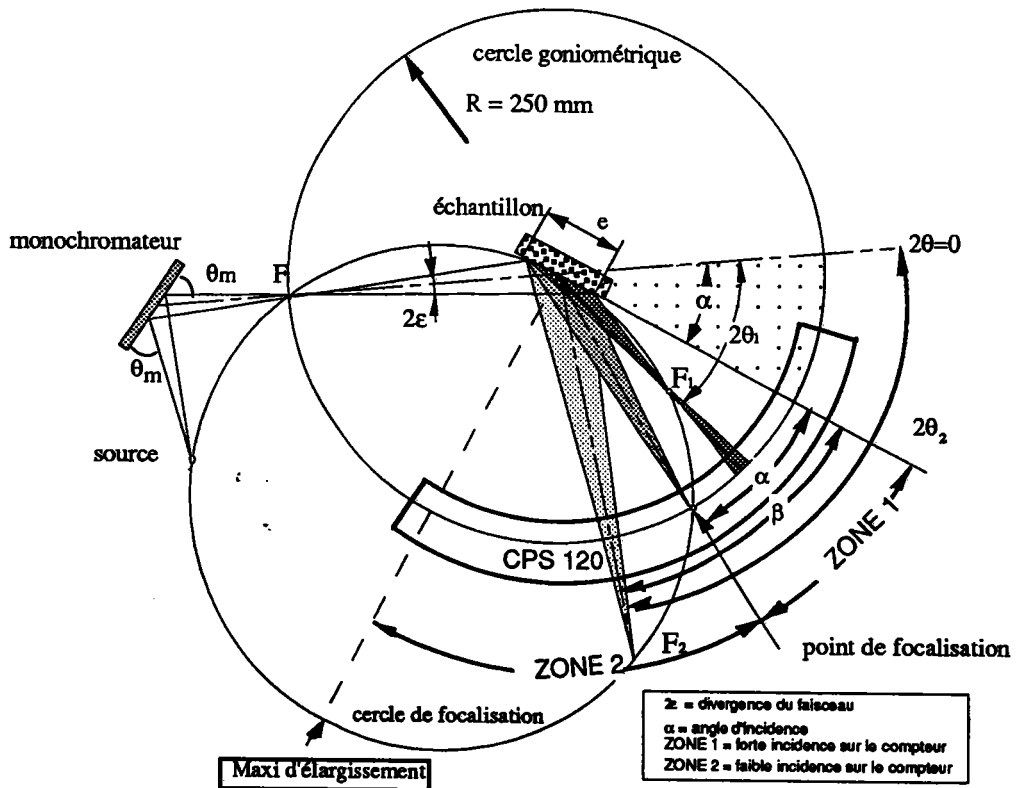 cercle goniométrique
R = 250 mm
échantillon
e
monochromateur
θm
F
2θ=0
α
2ε
2θ1
θm
F1
2θ2
source
α
β
ZONE 1
CPS 120
F2
point de focalisation
ZONE 2
cercle de focalisation
Maxi d'élargissement
2ε = divergence du faisceau
α = angle d'incidence
ZONE 1 = forte incidence sur le compteur
ZONE 2 = faible incidence sur le compteur